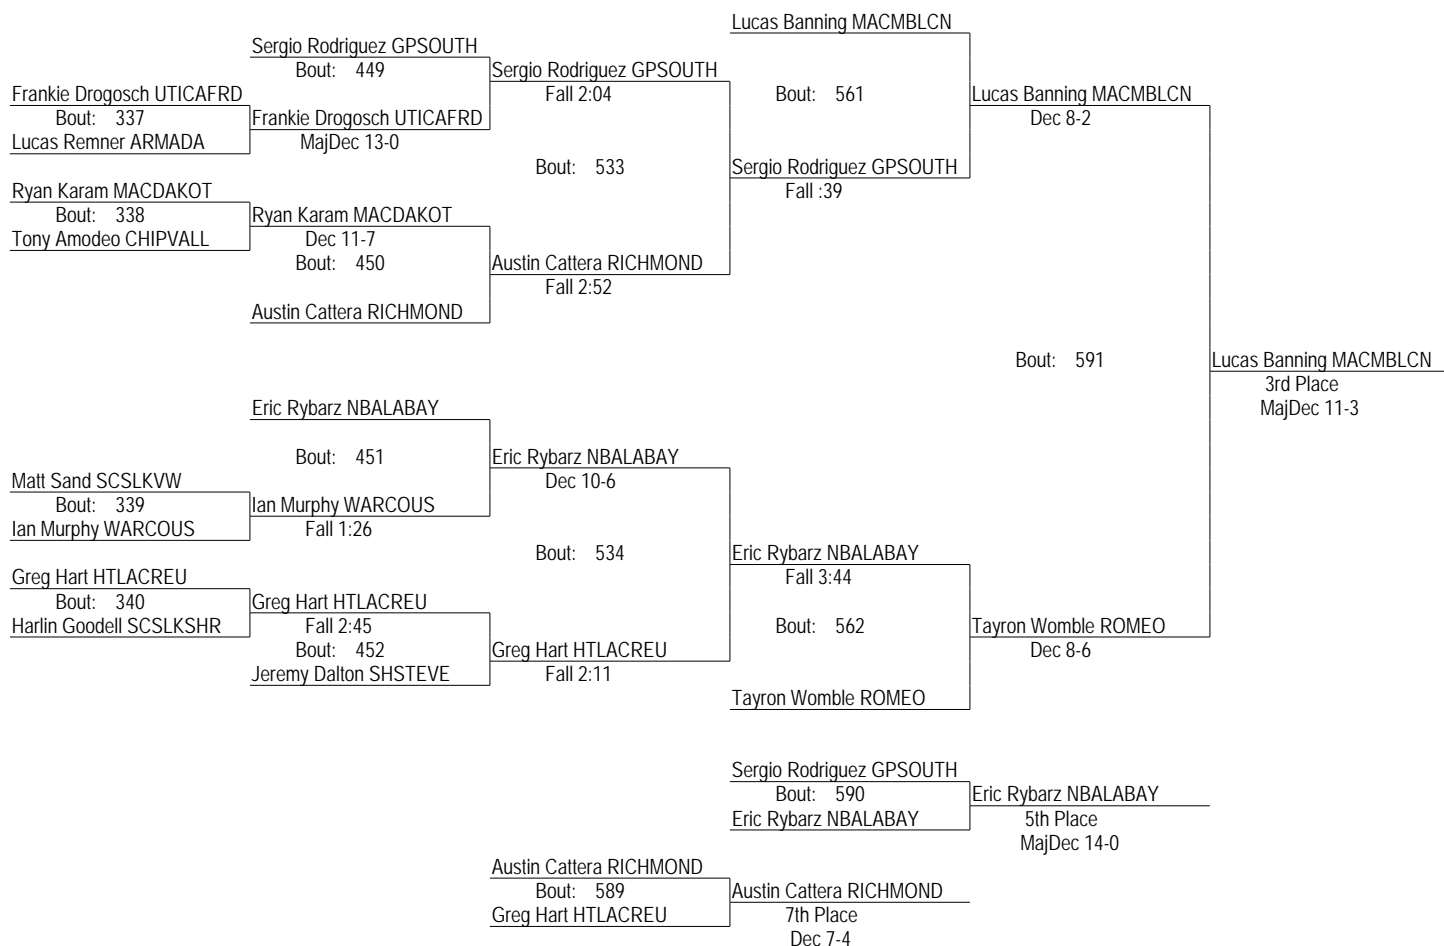 Lucas Banning MACMBLCN
Sergio Rodriguez GPSOUTH
Bout: 449
Sergio Rodriguez GPSOUTH
Fall 2:04
Frankie Drogosch UTICAFRD
Bout: 337
Lucas Remner ARMADA
Frankie Drogosch UTICAFRD
MajDec 13-0
Bout: 561
Lucas Banning MACMBLCN
Dec 8-2
Bout: 533
Sergio Rodriguez GPSOUTH
Fall :39
Ryan Karam MACDAKOT
Bout: 338
Tony Amodeo CHIPVALL
Ryan Karam MACDAKOT
Dec 11-7
Bout: 450
Austin Cattera RICHMOND
Fall 2:52
Austin Cattera RICHMOND
Bout: 591
Lucas Banning MACMBLCN
3rd Place
MajDec 11-3
Eric Rybarz NBALABAY
Bout: 451
Eric Rybarz NBALABAY
Dec 10-6
Matt Sand SCSLKVW
Bout: 339
Ian Murphy WARCOUS
Ian Murphy WARCOUS
Fall 1:26
Bout: 534
Eric Rybarz NBALABAY
Fall 3:44
Greg Hart HTLACREU
Bout: 340
Harlin Goodell SCSLKSHR
Greg Hart HTLACREU
Fall 2:45
Bout: 452
Jeremy Dalton SHSTEVE
Greg Hart HTLACREU
Fall 2:11
Bout: 562
Tayron Womble ROMEO
Dec 8-6
Tayron Womble ROMEO
Sergio Rodriguez GPSOUTH
Bout: 590
Eric Rybarz NBALABAY
Eric Rybarz NBALABAY
5th Place
MajDec 14-0
Austin Cattera RICHMOND
Bout: 589
Greg Hart HTLACREU
Austin Cattera RICHMOND
7th Place
Dec 7-4